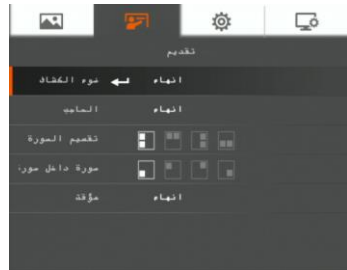 تقديم
ضوء الكشاف انهاء
الحاجب انهاء
تقسيم الصورة
صورة داخل صور
مؤقت انهاء